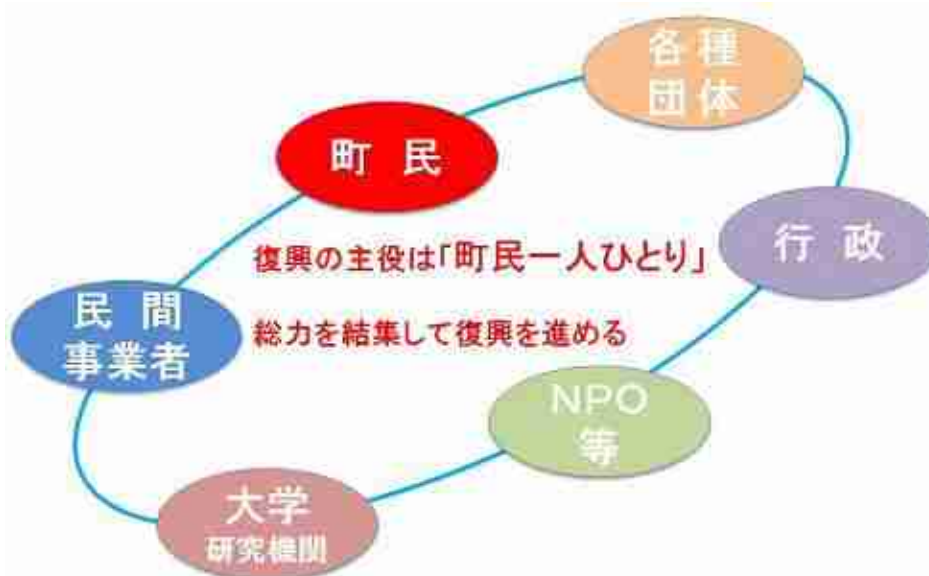 各種
団体
町 民
行 政
復興の主役は「町民一人ひとり」
民 間
事業者
総力を結集して復興を進める
NPO
等
大学
研究機関